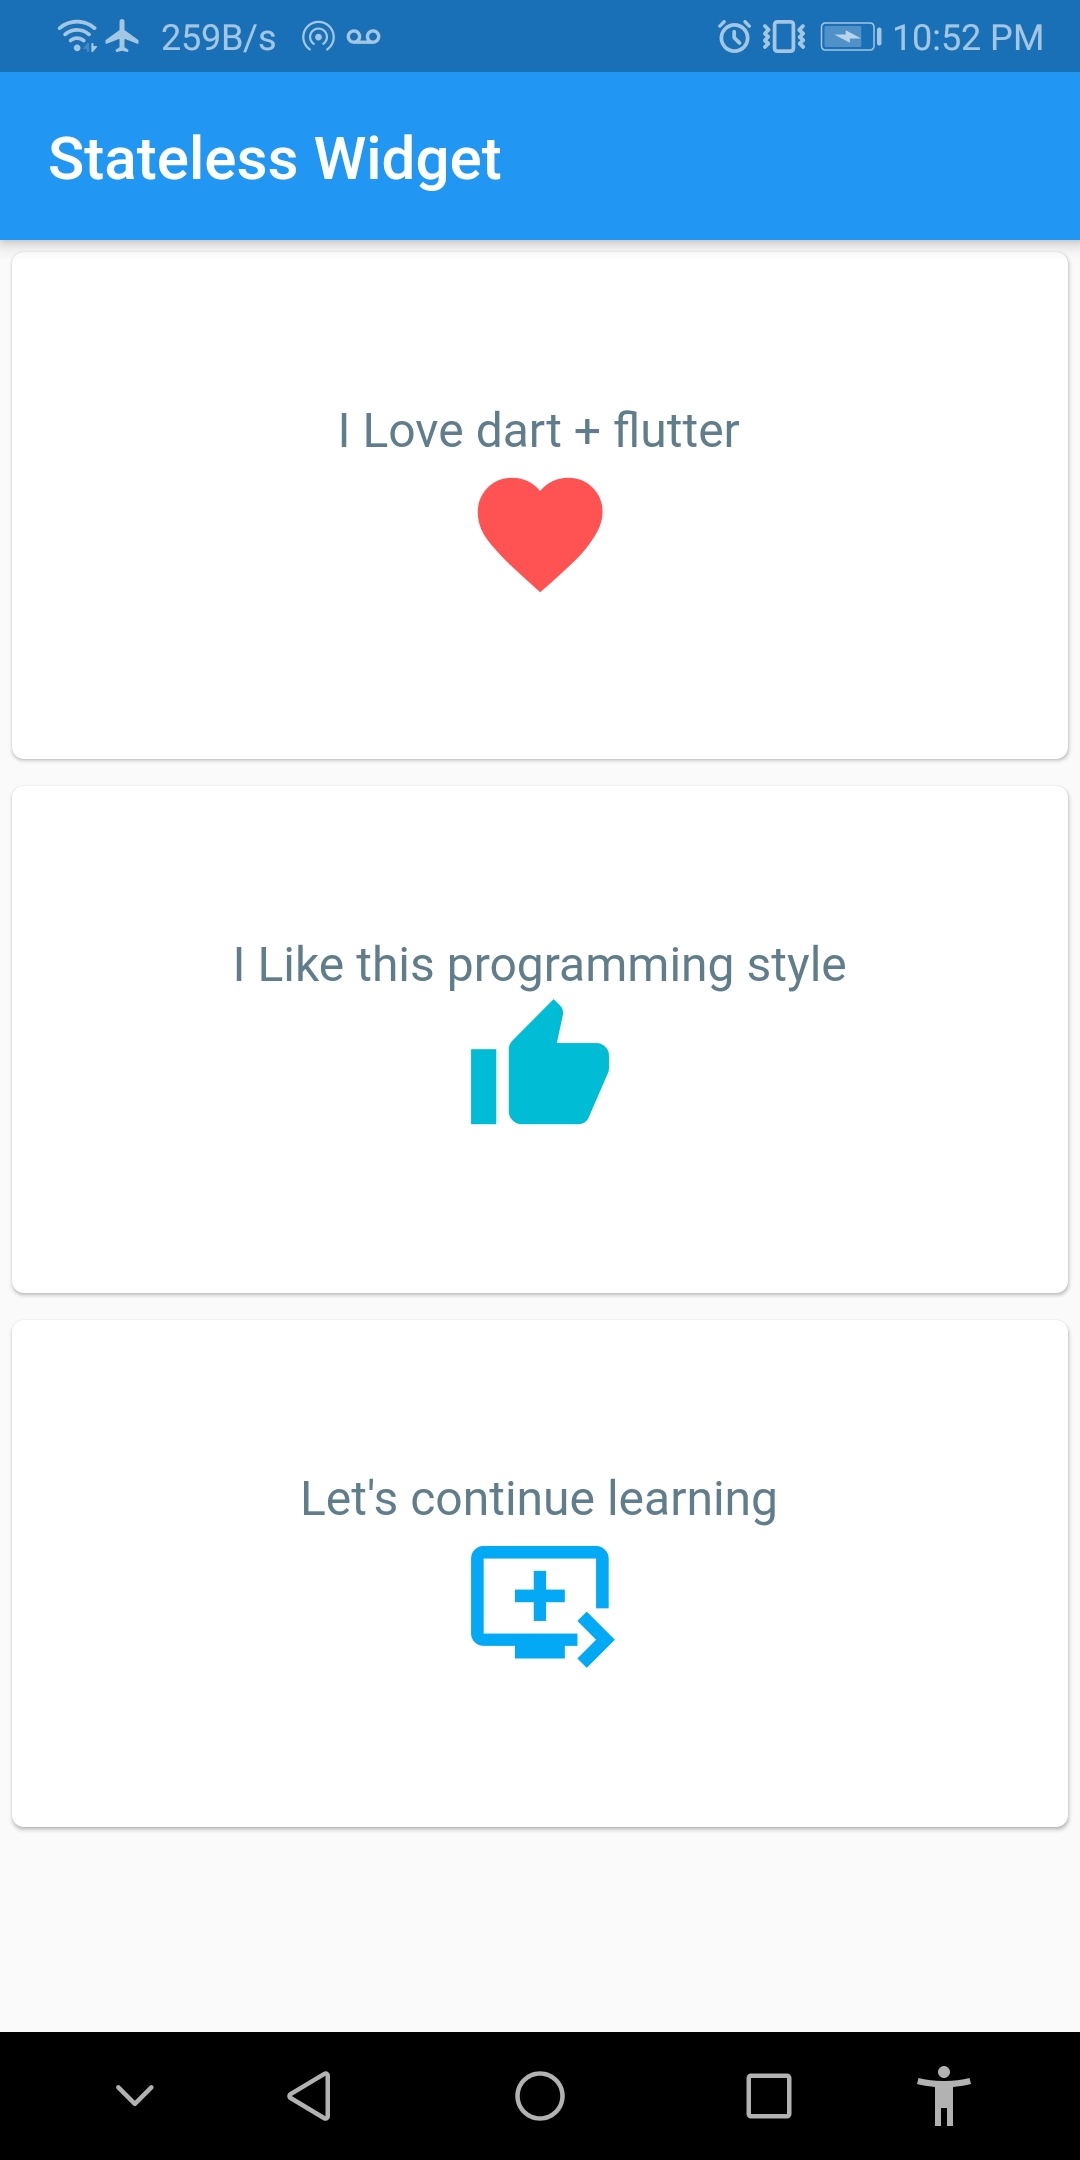 259B/s 10:52 PM
Stateless Widget
I Love dart + flutter
I Like this programming style
Let's continue learning